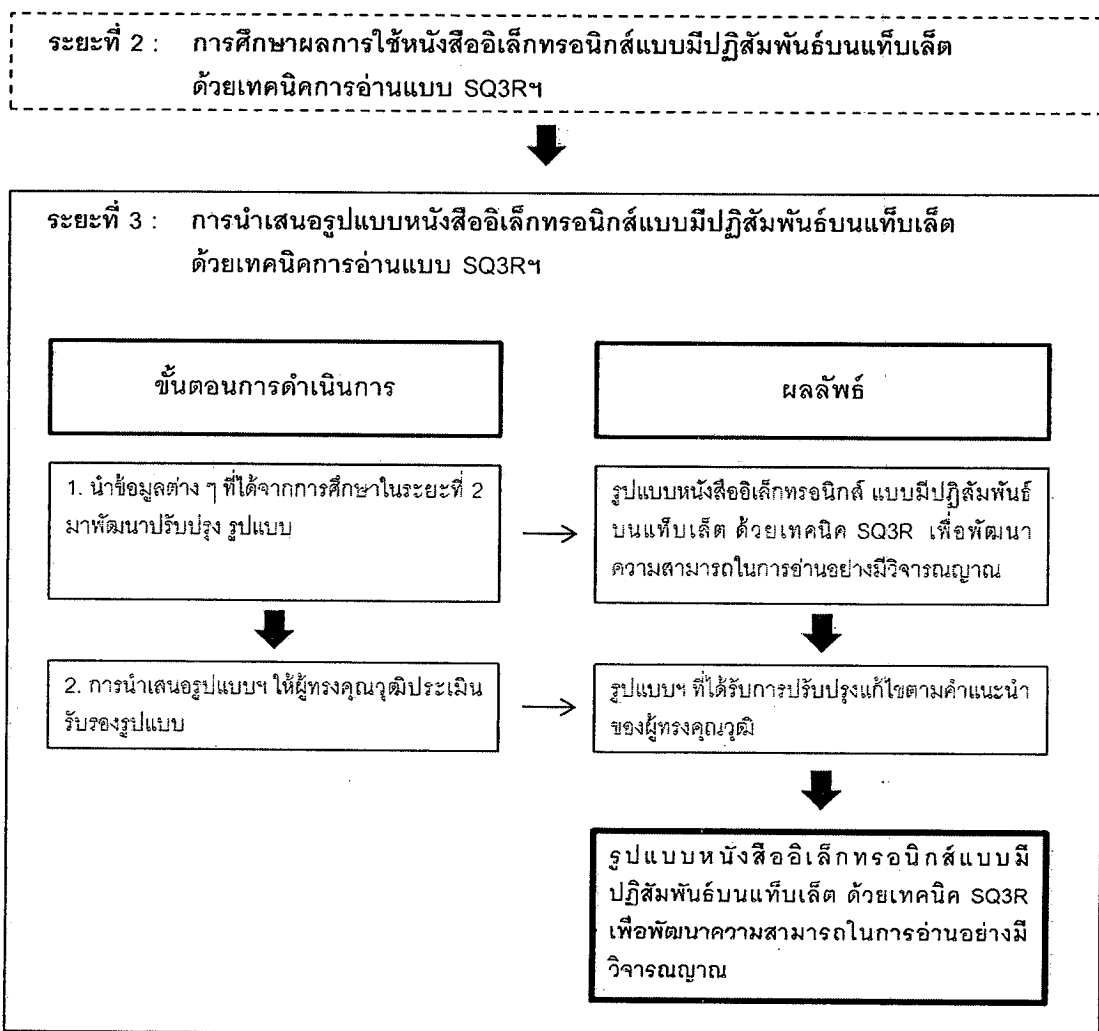 ระยะที่ 2 : การศึกษาผลการใช้หนังสืออิเล็กทรอนิกส์แบบมีปฏิสัมพันธ์บนแท็บเล็ต
ด้วยเทคนิคการอ่านแบบ SQ3Rฯ
ระยะที่ 3 : การนำเสนอรูปแบบหนังสืออิเล็กทรอนิกส์แบบมีปฏิสัมพันธ์บนแท็บเล็ต
ด้วยเทคนิคการอ่านแบบ SQ3Rฯ
ขั้นตอนการดำเนินการ
ผลลัพธ์
1. นำข้อมูลต่าง ๆ ที่ได้จากการศึกษาในระยะที่ 2
มาพัฒนาปรับปรุง รูปแบบ
รูปแบบหนังสืออิเล็กทรอนิกส์ แบบมีปฏิสัมพันธ์
บนแท็บเล็ต ด้วยเทคนิค SQ3R เพื่อพัฒนา
ความสามารถในการอ่านอย่างมีวิจารณญาณ
2. การนำเสนอรูปแบบฯ ให้ผู้ทรงคุณวุฒิประเมิน
รับรองรูปแบบ
รูปแบบฯ ที่ได้รับการปรับปรุงแก้ไขตามคำแนะนำ
ของผู้ทรงคุณวุฒิ
รูปแบบหนังสืออิเล็กทรอนิกส์แบบมี
ปฏิสัมพันธ์บนแท็บเล็ต ด้วยเทคนิค SQ3R
เพื่อพัฒนาความสามารถในการอ่านอย่างมี
วิจารณญาณ